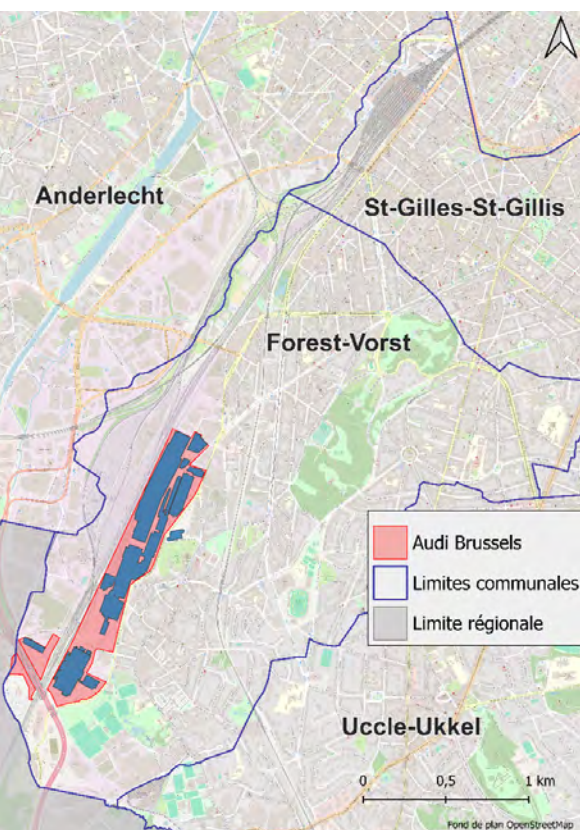 Anderlecht
St-Gilles-St-Gillis
Forest-Vorst
Audi Brussels
Limites communales
Limite régionale
Uccle-Ukkel
0 0,5 1 km
Fond de plan OpenStreetMap